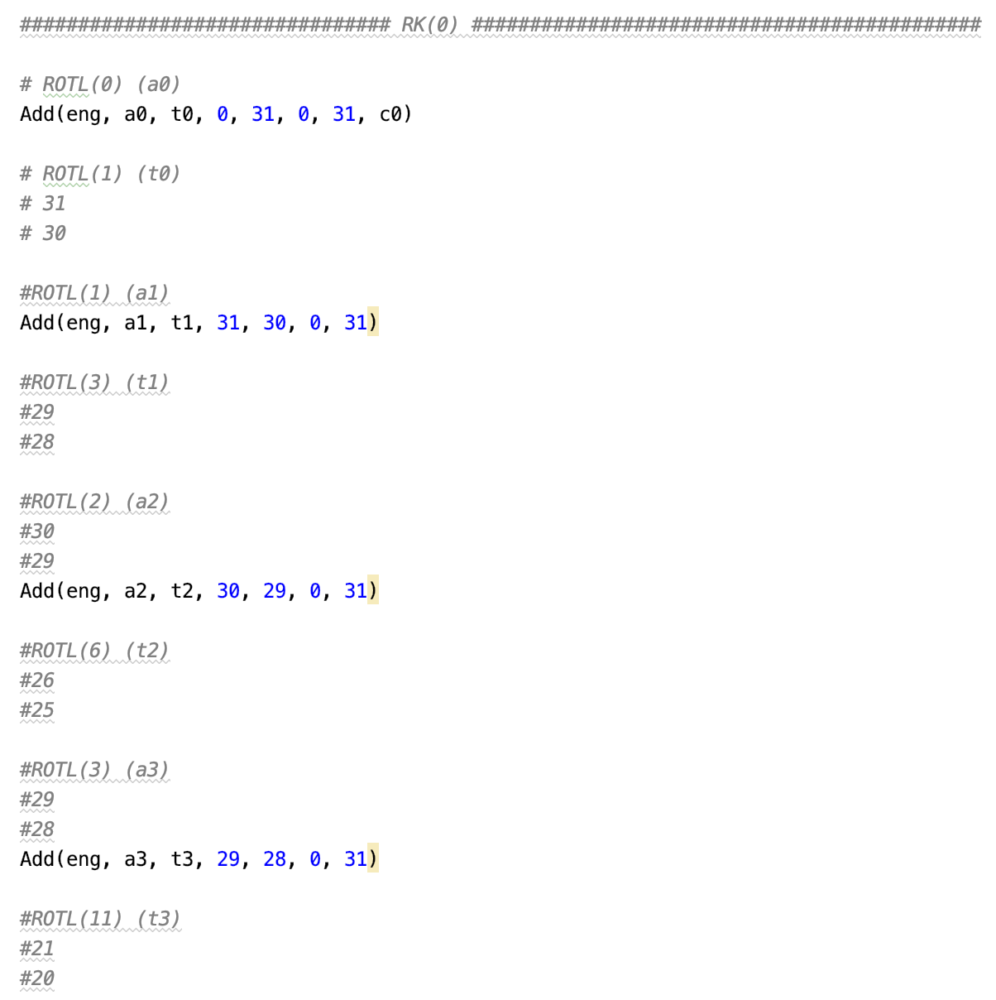 ################################ RK(0) ############################################
# ROTL(0) (a0)
Add(eng, a0, t0, 0, 31, 0, 31, c0)
# ROTL(1) (t0)
# 31
# 30
#ROTL(1) (a1)
Add(eng, a1, t1, 31, 30, 0, 31)
#ROTL(3) (t1)
#29
#28
#ROTL(2) (a2)
#30
#29
Add(eng, a2, t2, 30, 29, 0, 31)
#ROTL(6) (t2)
#26
#25
#ROTL(3) (a3)
#29
#28
Add(eng, a3, t3, 29, 28, 0, 31)
#ROTL(11) (t3)
#21
#20